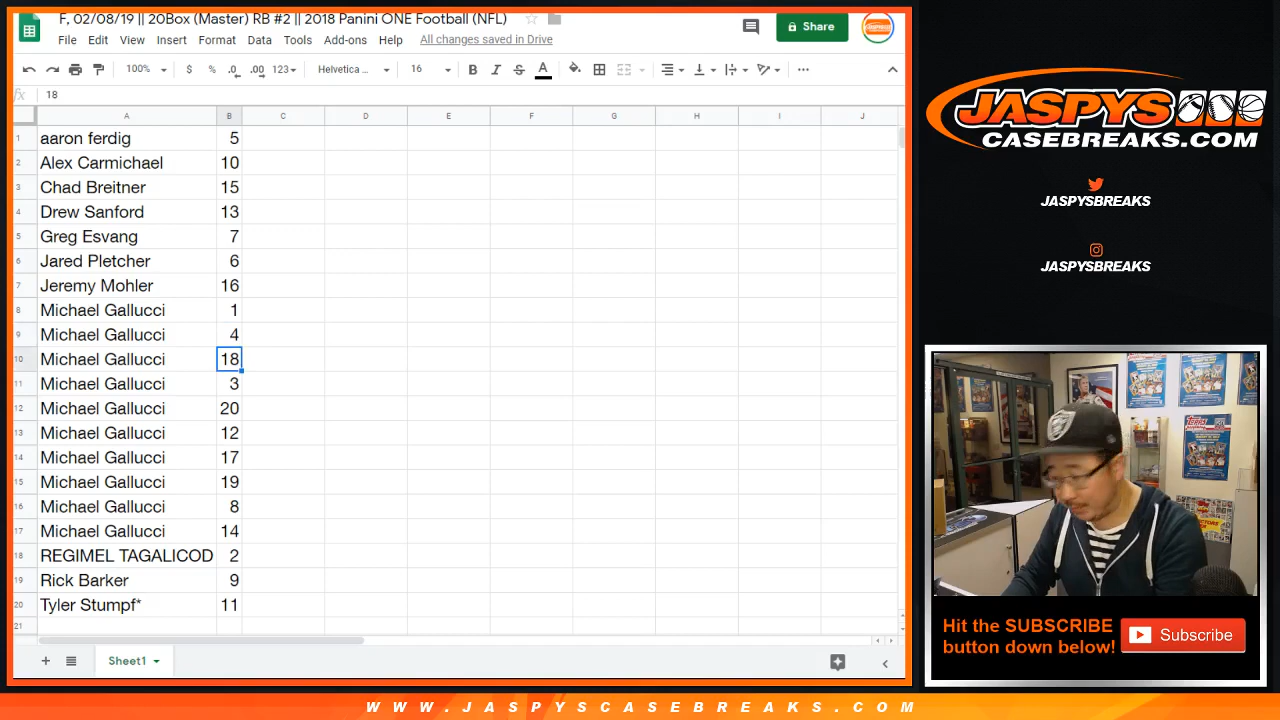 F, 02/08/19 || 20Box (Master) RB #2 || 2018 Panini ONE Football (NFL)
File Edit View Insert Format Data Tools Add-ons Help All changes saved in Drive
Share
100% $ % .0 .00 123 Helvetica ... 16 B I S A
fx 18
A B C D E F G H I J
1 aaron ferdig 5
2 Alex Carmichael 10
3 Chad Breitner 15
4 Drew Sanford 13
5 Greg Esvang 7
6 Jared Pletcher 6
7 Jeremy Mohler 16
8 Michael Gallucci 1
9 Michael Gallucci 4
10 Michael Gallucci 18
11 Michael Gallucci 3
12 Michael Gallucci 20
13 Michael Gallucci 12
14 Michael Gallucci 17
15 Michael Gallucci 19
16 Michael Gallucci 8
17 Michael Gallucci 14
18 REGIMEL TAGALICOD 2
19 Rick Barker 9
20 Tyler Stumpf* 11
21
Sheet1
JASPYS
CASEBREAKS.COM
JASPYSBREAKS
JASPYSBREAKS
Hit the SUBSCRIBE
button down below!
Subscribe
WWW.JASPYSCASEBREAKS.COM